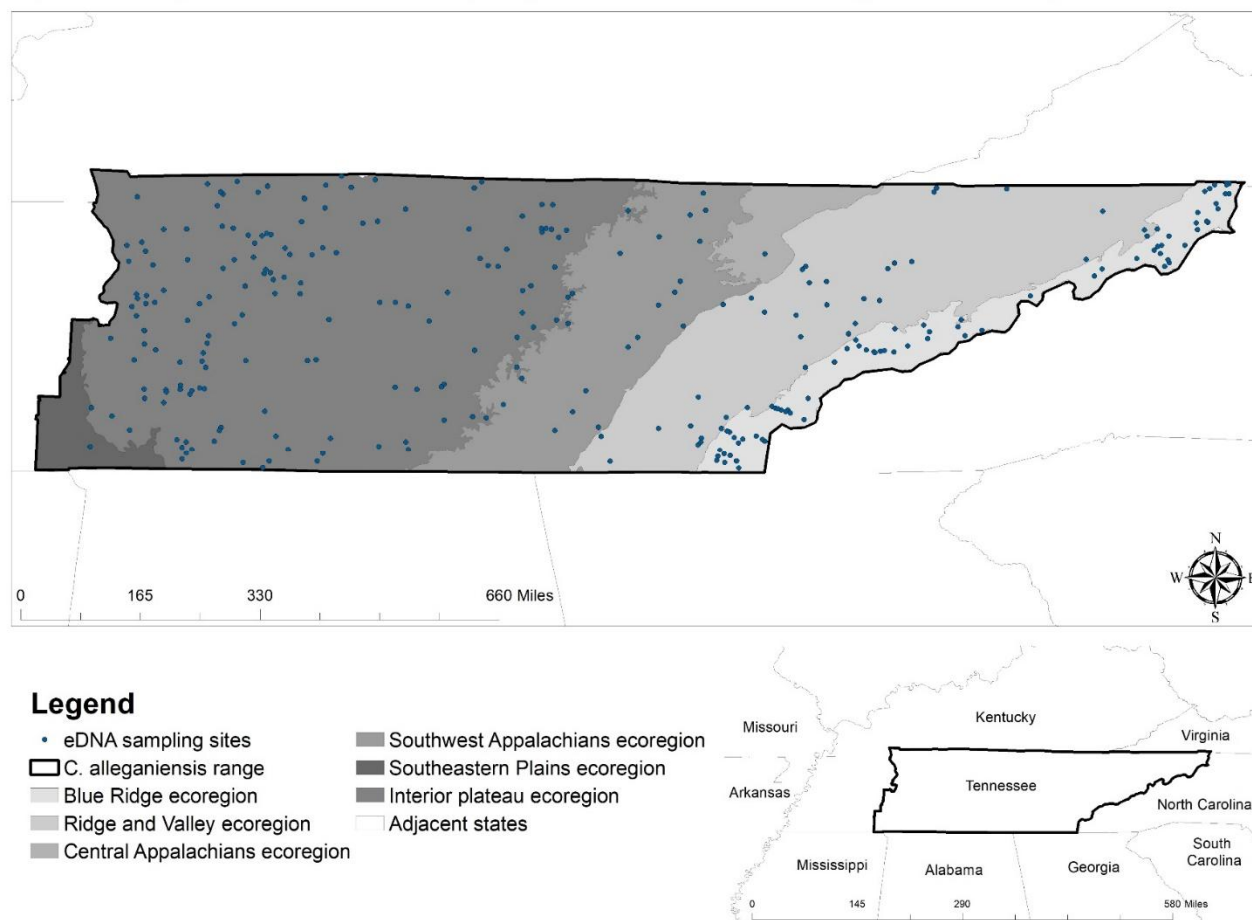 N
W
E
S
0 165 330 660 Miles
Legend
eDNA sampling sites
C. alleganiensis range
Blue Ridge ecoregion
Ridge and Valley ecoregion
Central Appalachians ecoregion
Southwest Appalachians ecoregion
Southeastern Plains ecoregion
Interior plateau ecoregion
Adjacent states
Missouri
Kentucky
Virginia
Tennessee
Arkansas
North Carolina
South
Carolina
Mississippi
Alabama
Georgia
0 145 290 580 Miles